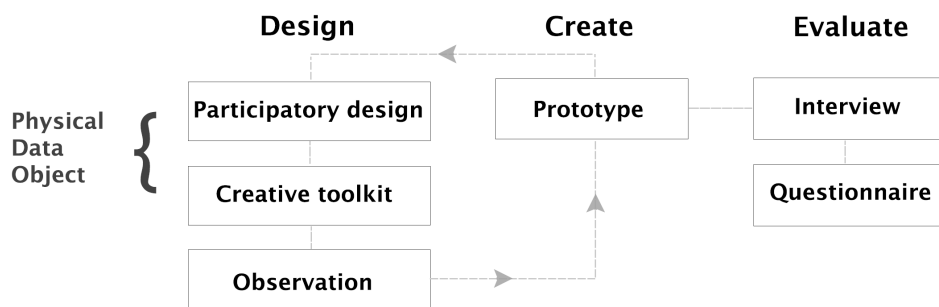 Design
Create
Evaluate
Physical
Data
Object
Participatory design
Creative toolkit
Observation
Prototype
Interview
Questionnaire